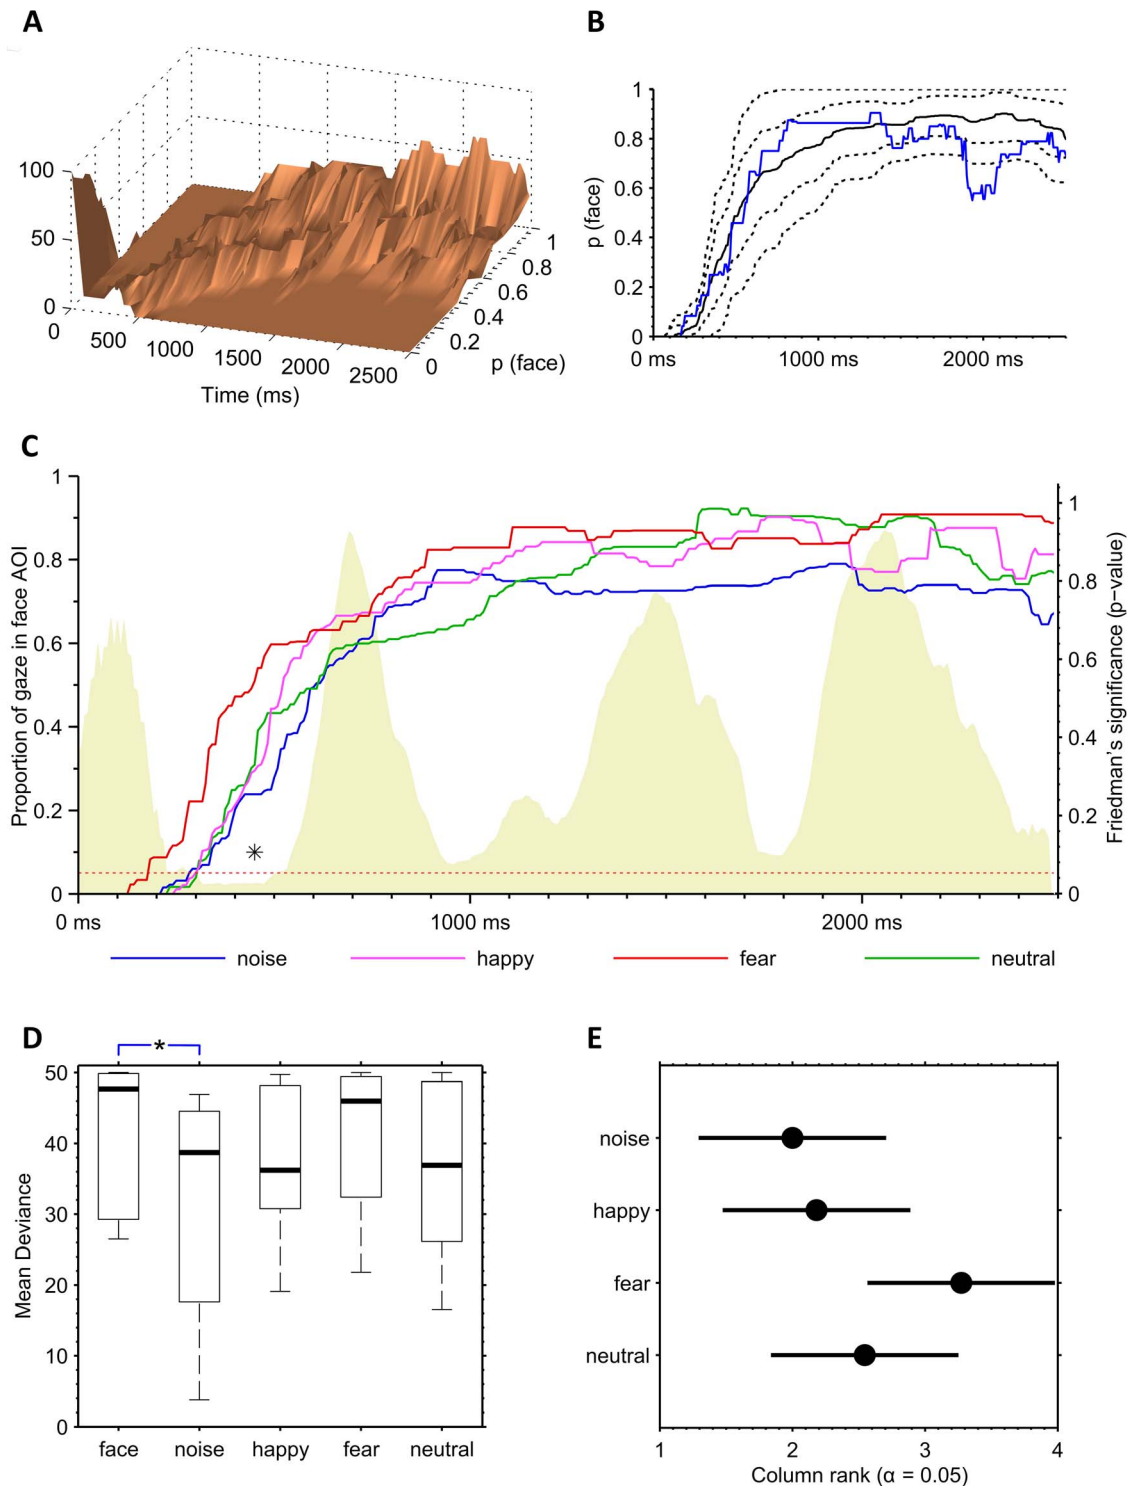 A
100
50
0
0
500
1000
1500
2000
2500
Time (ms)
0
0.2
0.4
0.6
0.8
1
p (face)
B
1
0.8
0.6
0.4
0.2
0
p (face)
0 ms
1000 ms
2000 ms
C
1
0.8
0.6
0.4
0.2
0
Proportion of gaze in face AOI
1
0.8
0.6
0.4
0.2
0
Friedman's significance (p-value)
✳
0 ms
1000 ms
2000 ms
noise
happy
fear
neutral
D
*
50
40
30
20
10
0
Mean Deviance
face
noise
happy
fear
neutral
E
noise
happy
fear
neutral
1
2
3
4
Column rank (α = 0.05)